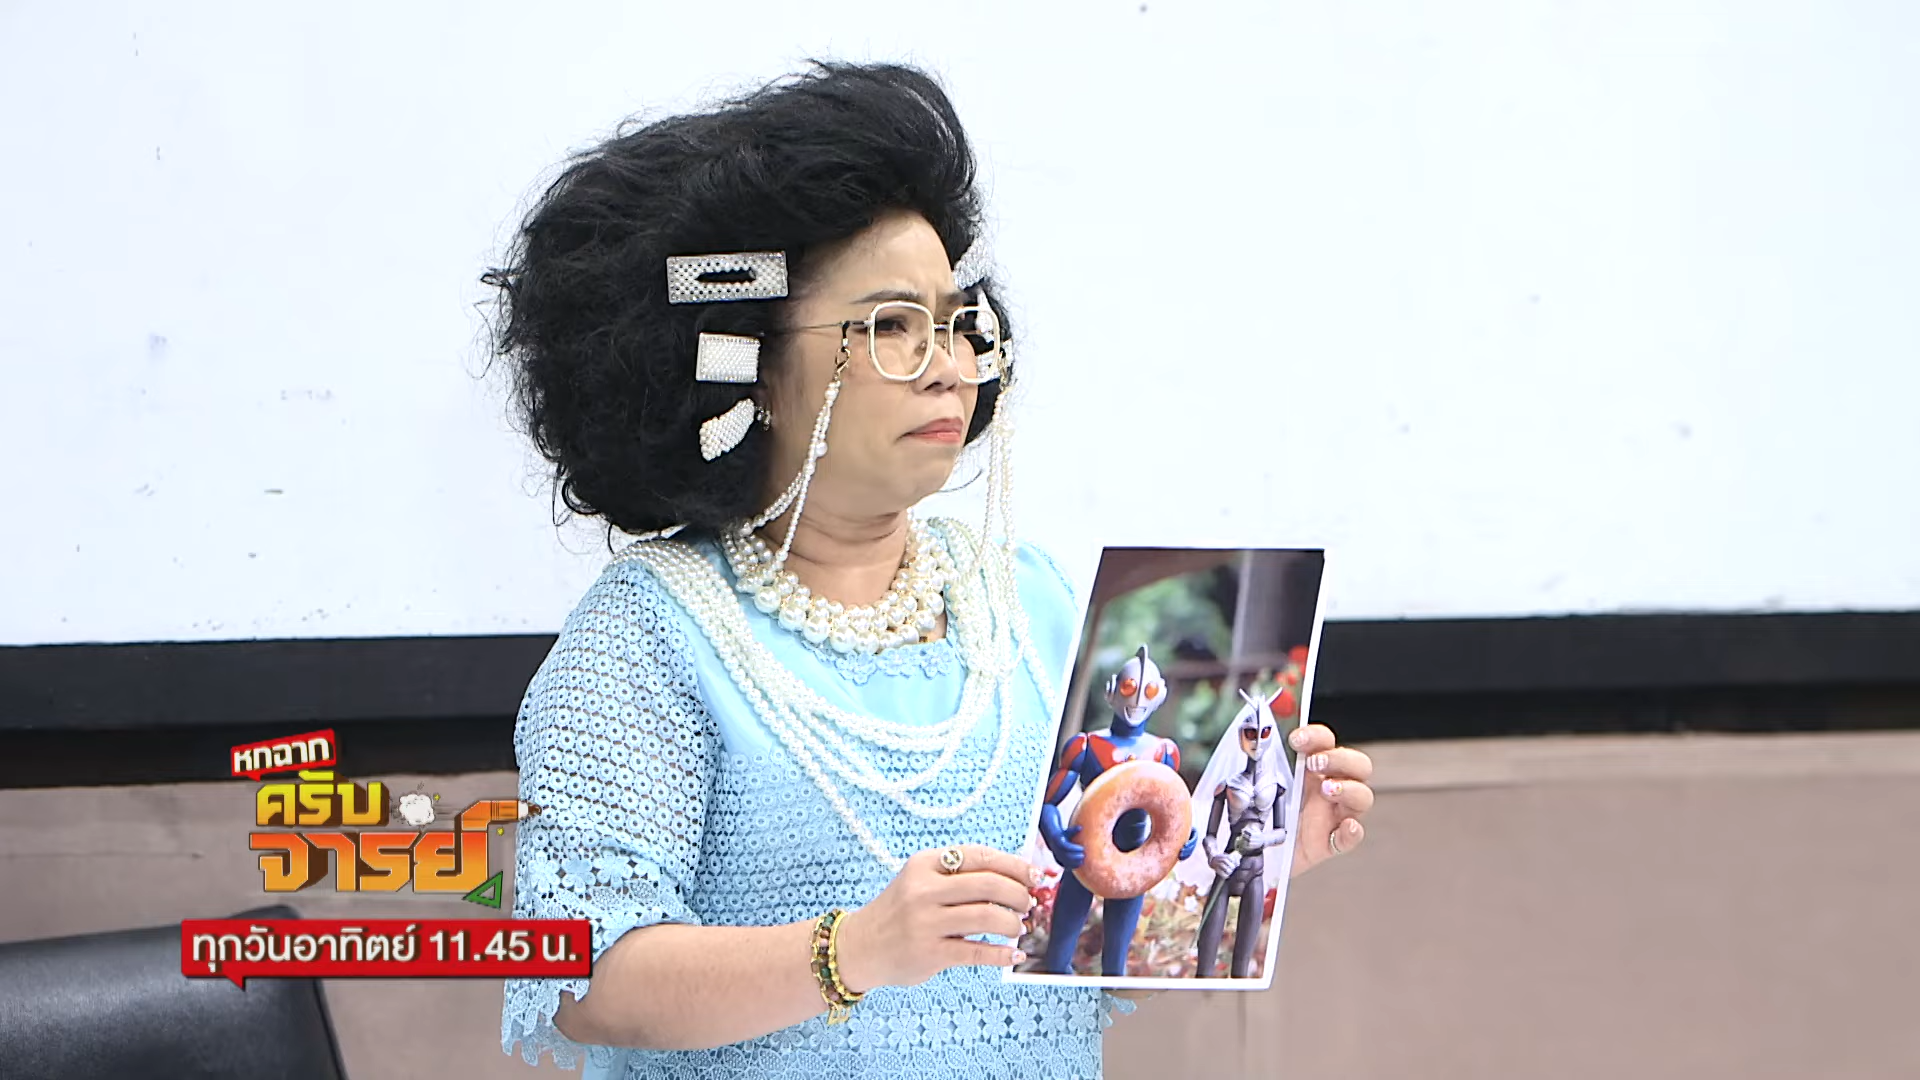 หกฉาก
ครับ
จารย์
ทุกวันอาทิตย์ 11.45 น.